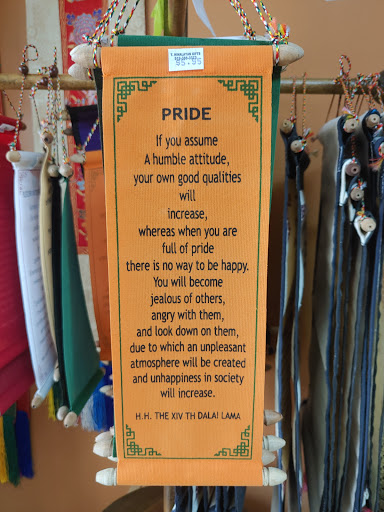 PRIDE
If you assume
A humble attitude,
your own good qualities
will
increase,
whereas when you are
full of pride
there is no way to be happy.
You will become
jealous of others,
angry with them,
and look down on them,
due to which an unpleasant
atmosphere will be created
and unhappiness in society
will increase.
H.H. THE XIV TH DALAI LAMA